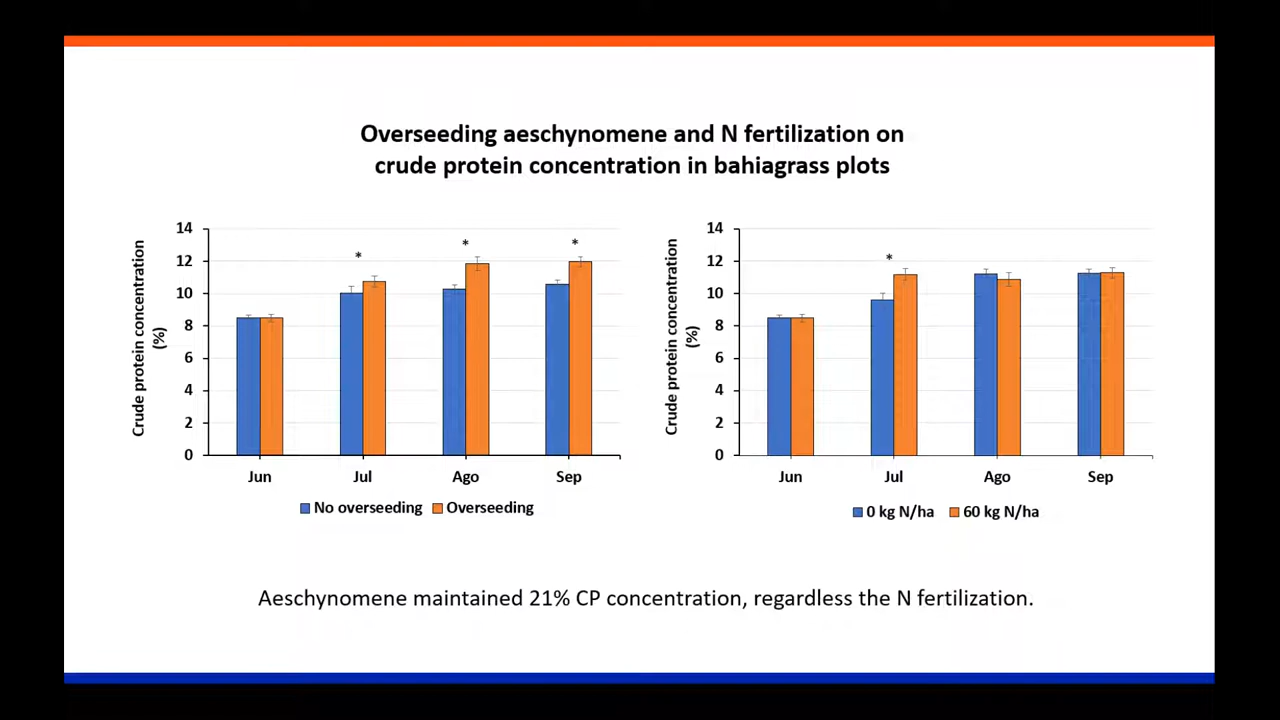 Overseeding aeschynomene and N fertilization on
crude protein concentration in bahiagrass plots
Crude protein concentration
(%)
14
12
10
8
6
4
2
0
*
*
*
Jun
Jul
Ago
Sep
No overseeding
Overseeding
Crude protein concentration
(%)
14
12
10
8
6
4
2
0
*
Jun
Jul
Ago
Sep
0 kg N/ha
60 kg N/ha
Aeschynomene maintained 21% CP concentration, regardless the N fertilization.